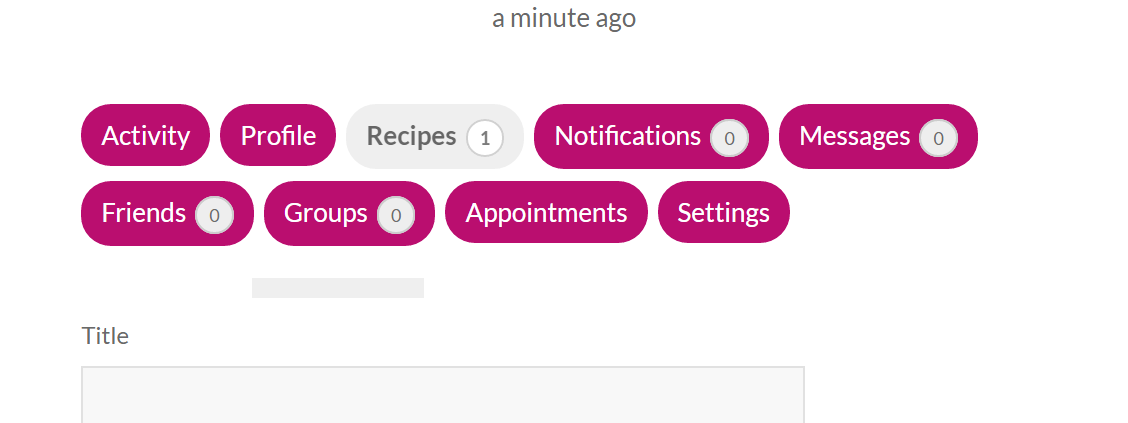 a minute ago
Activity Profile Recipes 1 Notifications 0 Messages 0
Friends 0 Groups 0 Appointments Settings
Title